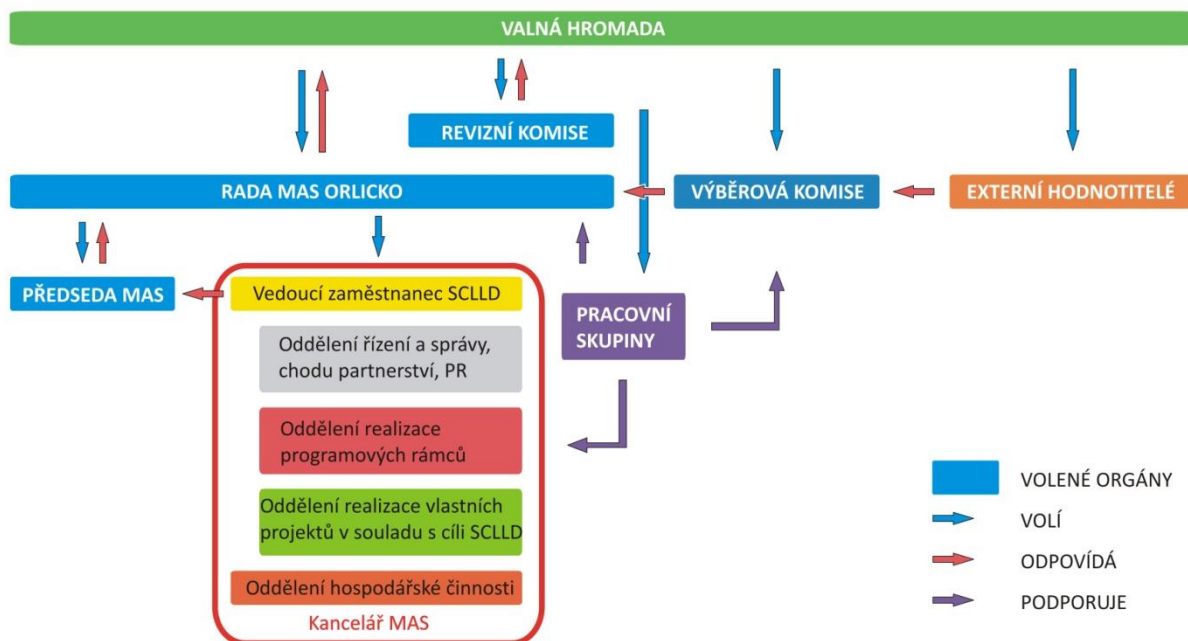 VALNÁ HROMADA
REVIZNÍ KOMISE
RADA MAS ORLICKO
VÝBĚROVÁ KOMISE
EXTERNÍ HODNOTITELÉ
PŘEDSEDA MAS
Vedoucí zaměstnanec SCLLD
Oddělení řízení a správy,
chodu partnerství, PR
Oddělení realizace
programových rámců
Oddělení realizace vlastních
projektů v souladu s cíli SCLLD
Oddělení hospodářské činnosti
Kancelář MAS
PRACOVNÍ
SKUPINY
VOLENÉ ORGÁNY
VOLÍ
ODPOVÍDÁ
PODPORUJE